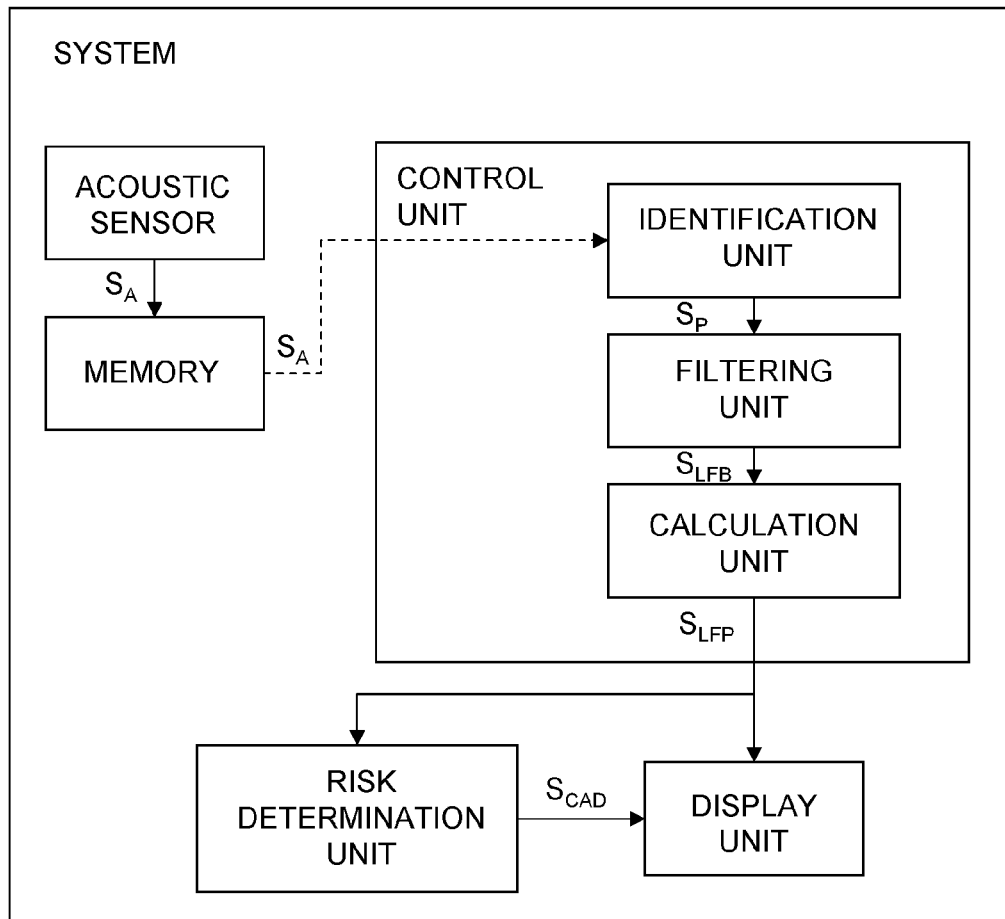 SYSTEM
ACOUSTIC
SENSOR
S_A
MEMORY
S_A
CONTROL
UNIT
IDENTIFICATION
UNIT
S_P
FILTERING
UNIT
S_LFB
CALCULATION
UNIT
S_LFP
RISK
DETERMINATION
UNIT
S_CAD
DISPLAY
UNIT